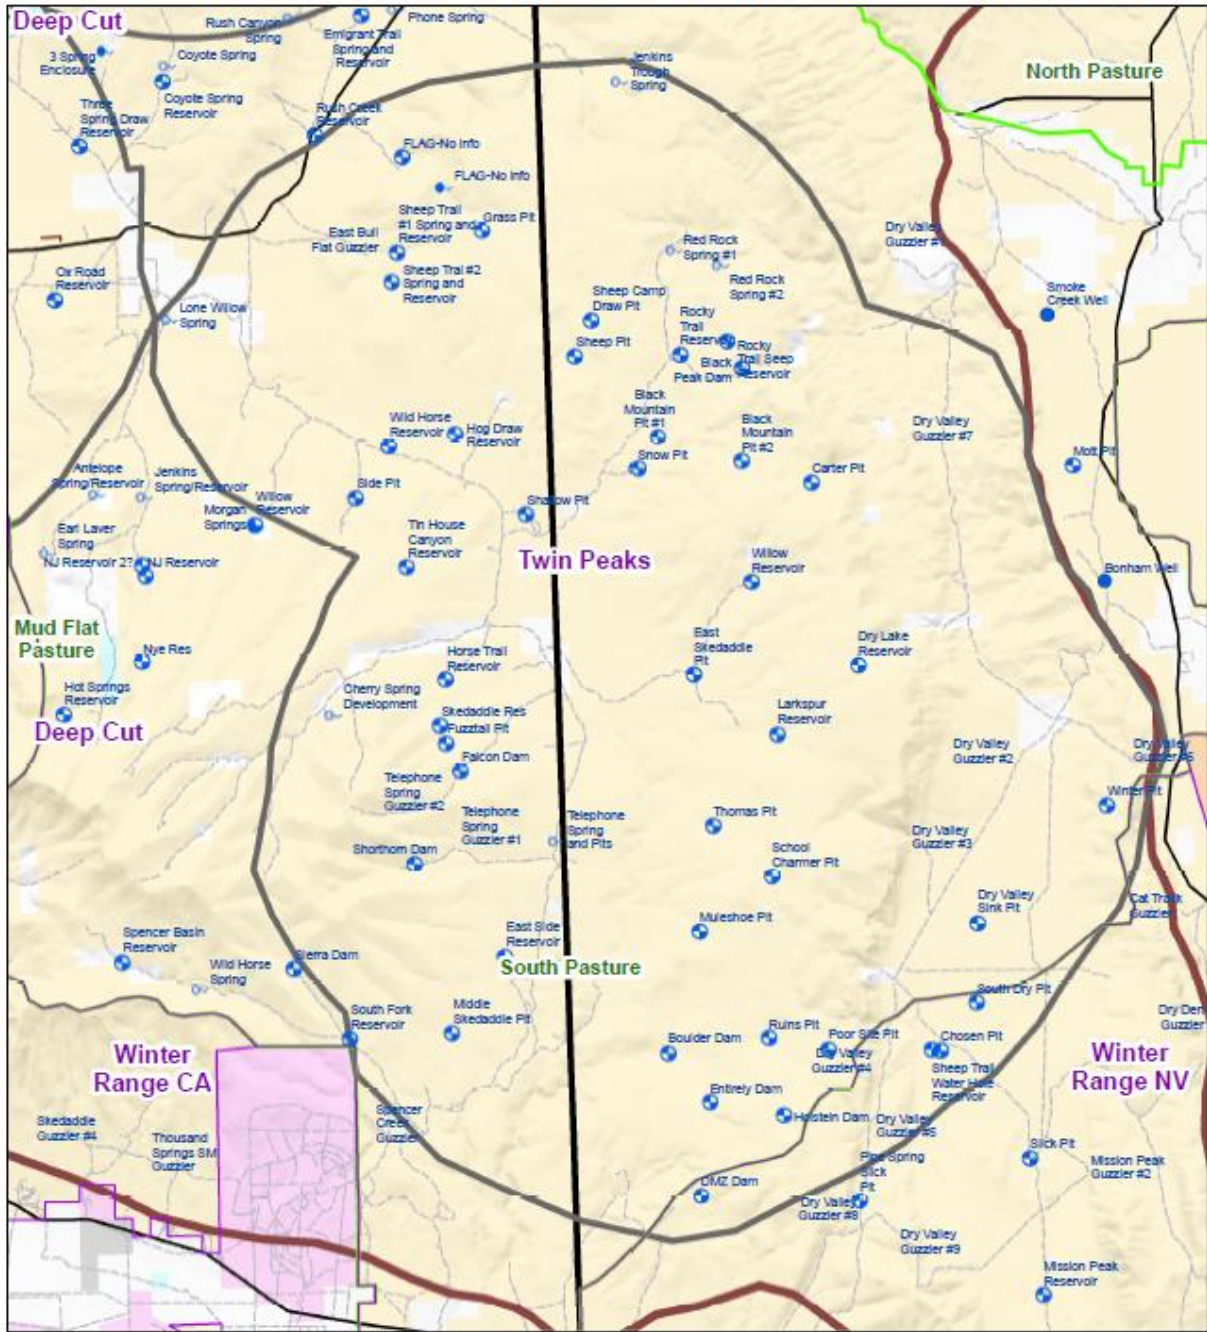 Deep Cut
Rush Canyon
Spring
Phone Spring
Emigrant Trail
Spring and
Reservoir
3 Spring
Enclosure
Coyote Spring
Coyote Spring
Reservoir
Three
Spring Draw
Reservoir
Rush Creek
Reservoir
Jenkins
Trough
Spring
North Pasture
FLAG-No Info
FLAG-No Info
Sheep Trail
#1 Spring and
Reservoir
Grass Pit
East Bull
Flat Guzzler
Sheep Tral #2
Spring and
Reservoir
Red Rock
Spring #1
Red Rock
Spring #2
Dry Valley
Guzzler #1
Ox Road
Reservoir
Lone Willow
Spring
Sheep Camp
Draw Pit
Sheep Pit
Rocky
Trail
Reservoir
Rocky
Trail Seep
Reservoir
Black
Peak Dam
Smoke
Creek Well
Wild Horse
Reservoir
Hog Draw
Reservoir
Black
Mountain
Pit #1
Black
Mountain
Pit #2
Snow Pit
Carter Pit
Dry Valley
Guzzler #7
Mott Pit
Antelope
Spring/Reservoir
Jenkins
Spring/Reservoir
Willow
Reservoir
Morgan
Springs
Side Pit
Shallow Pit
Earl Laver
Spring
NJ Reservoir 2?
NJ Reservoir
Tin House
Canyon
Reservoir
Twin Peaks
Willow
Reservoir
Bonham Well
Mud Flat
Pasture
Nye Res
Hot Springs
Reservoir
Deep Cut
Horse Trail
Reservoir
Cherry Spring
Development
Skedaddle Res
Fuzztail Pit
Falcon Dam
East
Skedaddle
Pit
Dry Lake
Reservoir
Larkspur
Reservoir
Dry Valley
Guzzler #2
Dry Valley
Guzzler #6
Winter Pit
Telephone
Spring
Guzzler #2
Telephone
Spring
Guzzler #1
Telephone
Spring
and Pits
Thomas Pit
Dry Valley
Guzzler #3
Shorthorn Dam
School
Charmer Pit
Muleshoe Pit
Dry Valley
Sink Pit
Cat Track
Guzzler
Spencer Basin
Reservoir
Wild Horse
Spring
Sierra Dam
East Side
Reservoir
South Pasture
South Fork
Reservoir
Middle
Skedaddle Pit
South Dry Pit
Dry Den
Guzzler
Boulder Dam
Ruins Pit
Poor Site Pit
Dry Valley
Guzzler #4
Chosen Pit
Sheep Trail
Water Hole
Reservoir
Winter
Range CA
Winter
Range NV
Entirely Dam
Holstein Dam
Skedaddle
Guzzler #4
Thousand
Springs SM
Guzzler
Spencer
Creek
Guzzler
Dry Valley
Guzzler #5
Pipe Spring
Slick
Pit
Slick Pit
Mission Peak
Guzzler #2
DMZ Dam
Dry Valley
Guzzler #8
Dry Valley
Guzzler #9
Mission Peak
Reservoir